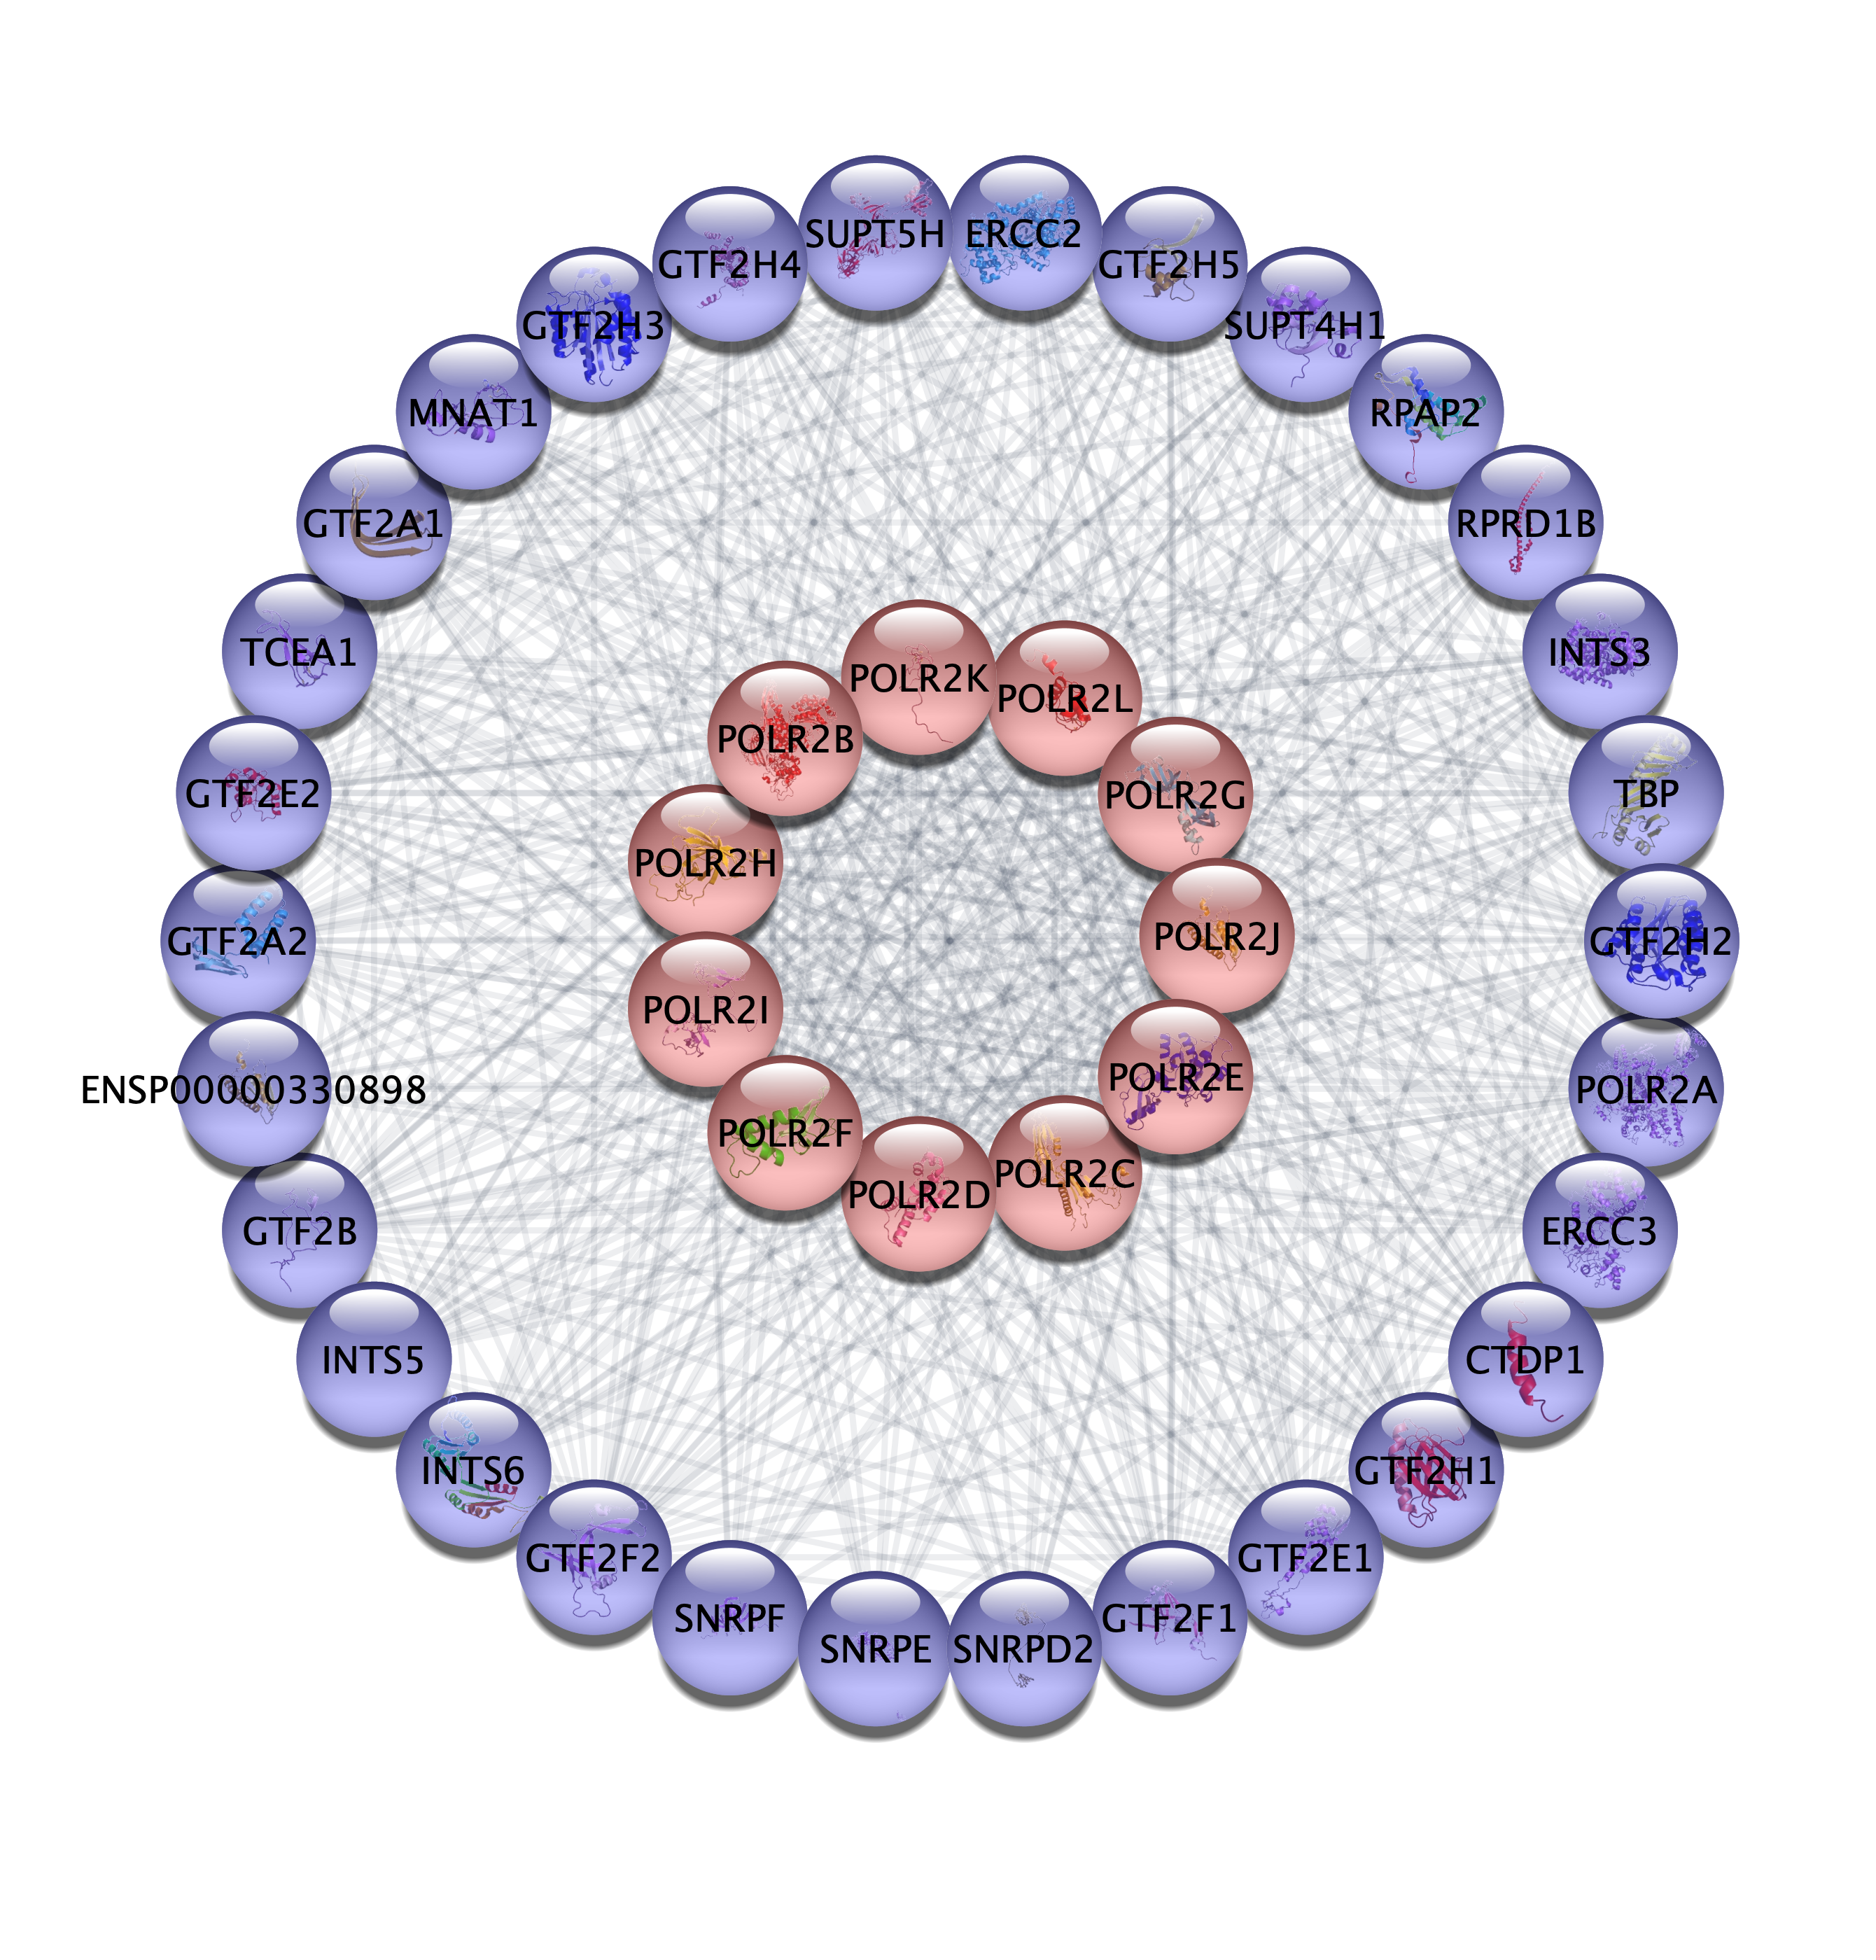 SUPT5H
ERCC2
GTF2H4
GTF2H5
GTF2H3
SUPT4H1
MNAT1
RPAP2
GTF2A1
RPRD1B
TCEA1
INTS3
POLR2K
POLR2L
POLR2B
POLR2G
GTF2E2
TBP
POLR2H
POLR2J
GTF2A2
GTF2H2
POLR2I
POLR2E
ENSP00000330898
POLR2A
POLR2F
POLR2C
POLR2D
GTF2B
ERCC3
INTS5
CTDP1
INTS6
GTF2H1
GTF2F2
GTF2E1
SNRPF
GTF2F1
SNRPE
SNRPD2